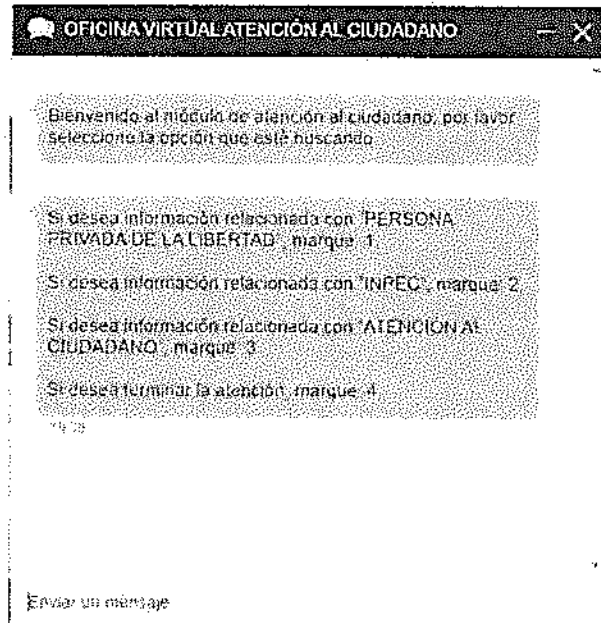 OFICINA VIRTUAL ATENCIÓN AL CIUDADANO
Bienvenido al módulo de atención al ciudadano, por favor
seleccione la opción que esté buscando
Si desea información relacionada con "PERSONA
PRIVADA DE LA LIBERTAD", marque 1
Si desea información relacionada con "INPEC", marque 2
Si desea información relacionada con "ATENCIÓN AL
CIUDADANO", marque 3
Si desea terminar la atención, marque 4
Enviar un mensaje